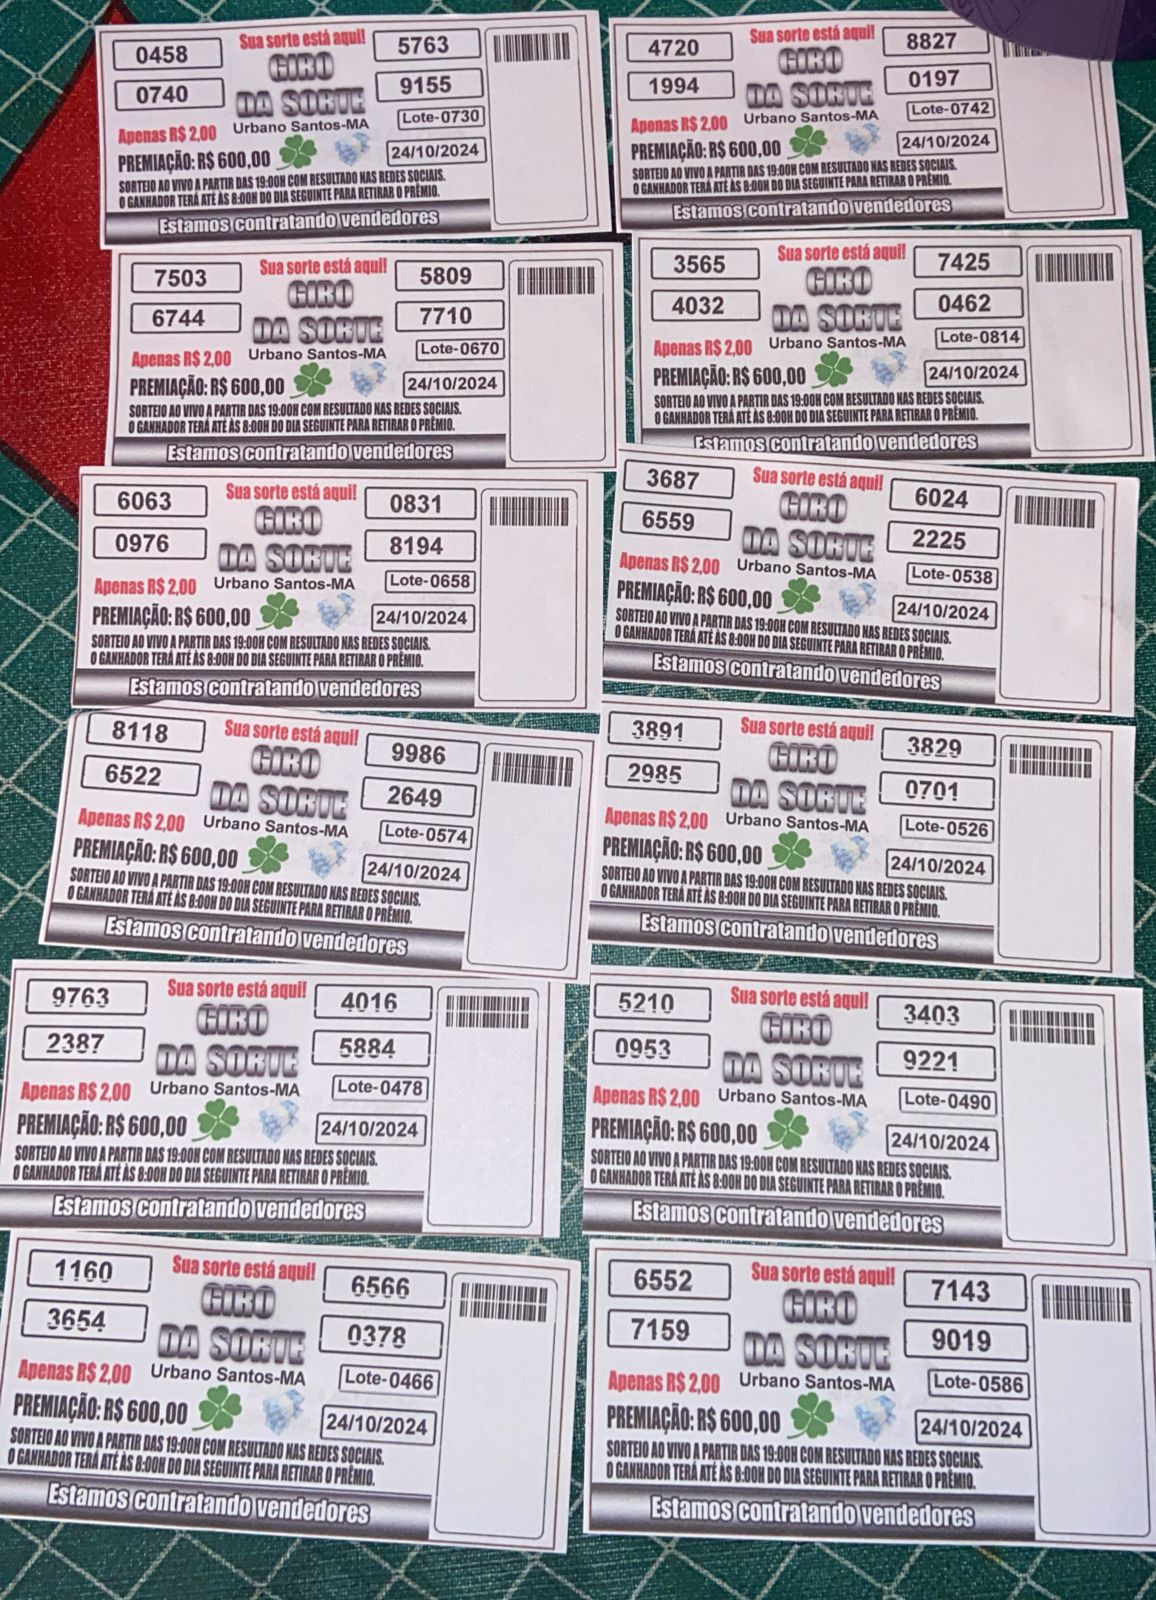 0458
0740
Sua sorte está aqui!
GIRO
DA SORTE
Urbano Santos-MA
5763
9155
Lote-0730
Apenas R$ 2,00
PREMIAÇÃO: R$ 600,00
24/10/2024
SORTEIO AO VIVO A PARTIR DAS 19:00H COM RESULTADO NAS REDES SOCIAIS.
O GANHADOR TERÁ ATÉ ÀS 8:00H DO DIA SEGUINTE PARA RETIRAR O PRÊMIO.
Estamos contratando vendedores
4720
1994
Sua sorte está aqui!
GIRO
DA SORTE
Urbano Santos-MA
8827
0197
Lote-0742
Apenas R$ 2,00
PREMIAÇÃO: R$ 600,00
24/10/2024
SORTEIO AO VIVO A PARTIR DAS 19:00H COM RESULTADO NAS REDES SOCIAIS.
O GANHADOR TERÁ ATÉ ÀS 8:00H DO DIA SEGUINTE PARA RETIRAR O PRÊMIO.
Estamos contratando vendedores
7503
6744
Sua sorte está aqui!
GIRO
DA SORTE
Urbano Santos-MA
5809
7710
Lote-0670
Apenas R$ 2,00
PREMIAÇÃO: R$ 600,00
24/10/2024
SORTEIO AO VIVO A PARTIR DAS 19:00H COM RESULTADO NAS REDES SOCIAIS.
O GANHADOR TERÁ ATÉ ÀS 8:00H DO DIA SEGUINTE PARA RETIRAR O PRÊMIO.
Estamos contratando vendedores
3565
4032
Sua sorte está aqui!
GIRO
DA SORTE
Urbano Santos-MA
7425
0462
Lote-0814
Apenas R$ 2,00
PREMIAÇÃO: R$ 600,00
24/10/2024
SORTEIO AO VIVO A PARTIR DAS 19:00H COM RESULTADO NAS REDES SOCIAIS.
O GANHADOR TERÁ ATÉ ÀS 8:00H DO DIA SEGUINTE PARA RETIRAR O PRÊMIO.
Estamos contratando vendedores
6063
0976
Sua sorte está aqui!
GIRO
DA SORTE
Urbano Santos-MA
0831
8194
Lote-0658
Apenas R$ 2,00
PREMIAÇÃO: R$ 600,00
24/10/2024
SORTEIO AO VIVO A PARTIR DAS 19:00H COM RESULTADO NAS REDES SOCIAIS.
O GANHADOR TERÁ ATÉ ÀS 8:00H DO DIA SEGUINTE PARA RETIRAR O PRÊMIO.
Estamos contratando vendedores
3687
6559
Sua sorte está aqui!
GIRO
DA SORTE
Urbano Santos-MA
6024
2225
Lote-0538
Apenas R$ 2,00
PREMIAÇÃO: R$ 600,00
24/10/2024
SORTEIO AO VIVO A PARTIR DAS 19:00H COM RESULTADO NAS REDES SOCIAIS.
O GANHADOR TERÁ ATÉ ÀS 8:00H DO DIA SEGUINTE PARA RETIRAR O PRÊMIO.
Estamos contratando vendedores
8118
6522
Sua sorte está aqui!
GIRO
DA SORTE
Urbano Santos-MA
9986
2649
Lote-0574
Apenas R$ 2,00
PREMIAÇÃO: R$ 600,00
24/10/2024
SORTEIO AO VIVO A PARTIR DAS 19:00H COM RESULTADO NAS REDES SOCIAIS.
O GANHADOR TERÁ ATÉ ÀS 8:00H DO DIA SEGUINTE PARA RETIRAR O PRÊMIO.
Estamos contratando vendedores
3891
2985
Sua sorte está aqui!
GIRO
DA SORTE
Urbano Santos-MA
3829
0701
Lote-0526
Apenas R$ 2,00
PREMIAÇÃO: R$ 600,00
24/10/2024
SORTEIO AO VIVO A PARTIR DAS 19:00H COM RESULTADO NAS REDES SOCIAIS.
O GANHADOR TERÁ ATÉ ÀS 8:00H DO DIA SEGUINTE PARA RETIRAR O PRÊMIO.
Estamos contratando vendedores
9763
2387
Sua sorte está aqui!
GIRO
DA SORTE
Urbano Santos-MA
4016
5884
Lote-0478
Apenas R$ 2,00
PREMIAÇÃO: R$ 600,00
24/10/2024
SORTEIO AO VIVO A PARTIR DAS 19:00H COM RESULTADO NAS REDES SOCIAIS.
O GANHADOR TERÁ ATÉ ÀS 8:00H DO DIA SEGUINTE PARA RETIRAR O PRÊMIO.
Estamos contratando vendedores
5210
0953
Sua sorte está aqui!
GIRO
DA SORTE
Urbano Santos-MA
3403
9221
Lote-0490
Apenas R$ 2,00
PREMIAÇÃO: R$ 600,00
24/10/2024
SORTEIO AO VIVO A PARTIR DAS 19:00H COM RESULTADO NAS REDES SOCIAIS.
O GANHADOR TERÁ ATÉ ÀS 8:00H DO DIA SEGUINTE PARA RETIRAR O PRÊMIO.
Estamos contratando vendedores
1160
3654
Sua sorte está aqui!
GIRO
DA SORTE
Urbano Santos-MA
6566
0378
Lote-0466
Apenas R$ 2,00
PREMIAÇÃO: R$ 600,00
24/10/2024
SORTEIO AO VIVO A PARTIR DAS 19:00H COM RESULTADO NAS REDES SOCIAIS.
O GANHADOR TERÁ ATÉ ÀS 8:00H DO DIA SEGUINTE PARA RETIRAR O PRÊMIO.
Estamos contratando vendedores
6552
7159
Sua sorte está aqui!
GIRO
DA SORTE
Urbano Santos-MA
7143
9019
Lote-0586
Apenas R$ 2,00
PREMIAÇÃO: R$ 600,00
24/10/2024
SORTEIO AO VIVO A PARTIR DAS 19:00H COM RESULTADO NAS REDES SOCIAIS.
O GANHADOR TERÁ ATÉ ÀS 8:00H DO DIA SEGUINTE PARA RETIRAR O PRÊMIO.
Estamos contratando vendedores